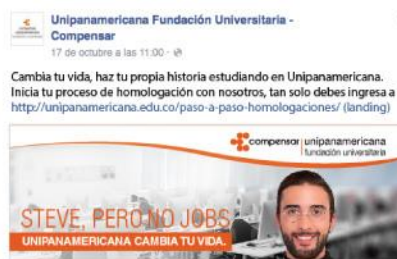 Unipanamericana Fundación Universitaria -
Compensar
17 de octubre a las 11:00 ·
Cambia tu vida, haz tu propia historia estudiando en Unipanamericana.
Inicia tu proceso de homologación con nosotros, tan solo debes ingresa a
http://unipanamericana.edu.co/paso-a-paso-homologaciones/ (landing)
compensar unipanamericana
fundación universitaria
STEVE, PERO NO JOBS
UNIPANAMERICANA CAMBIA TU VIDA.